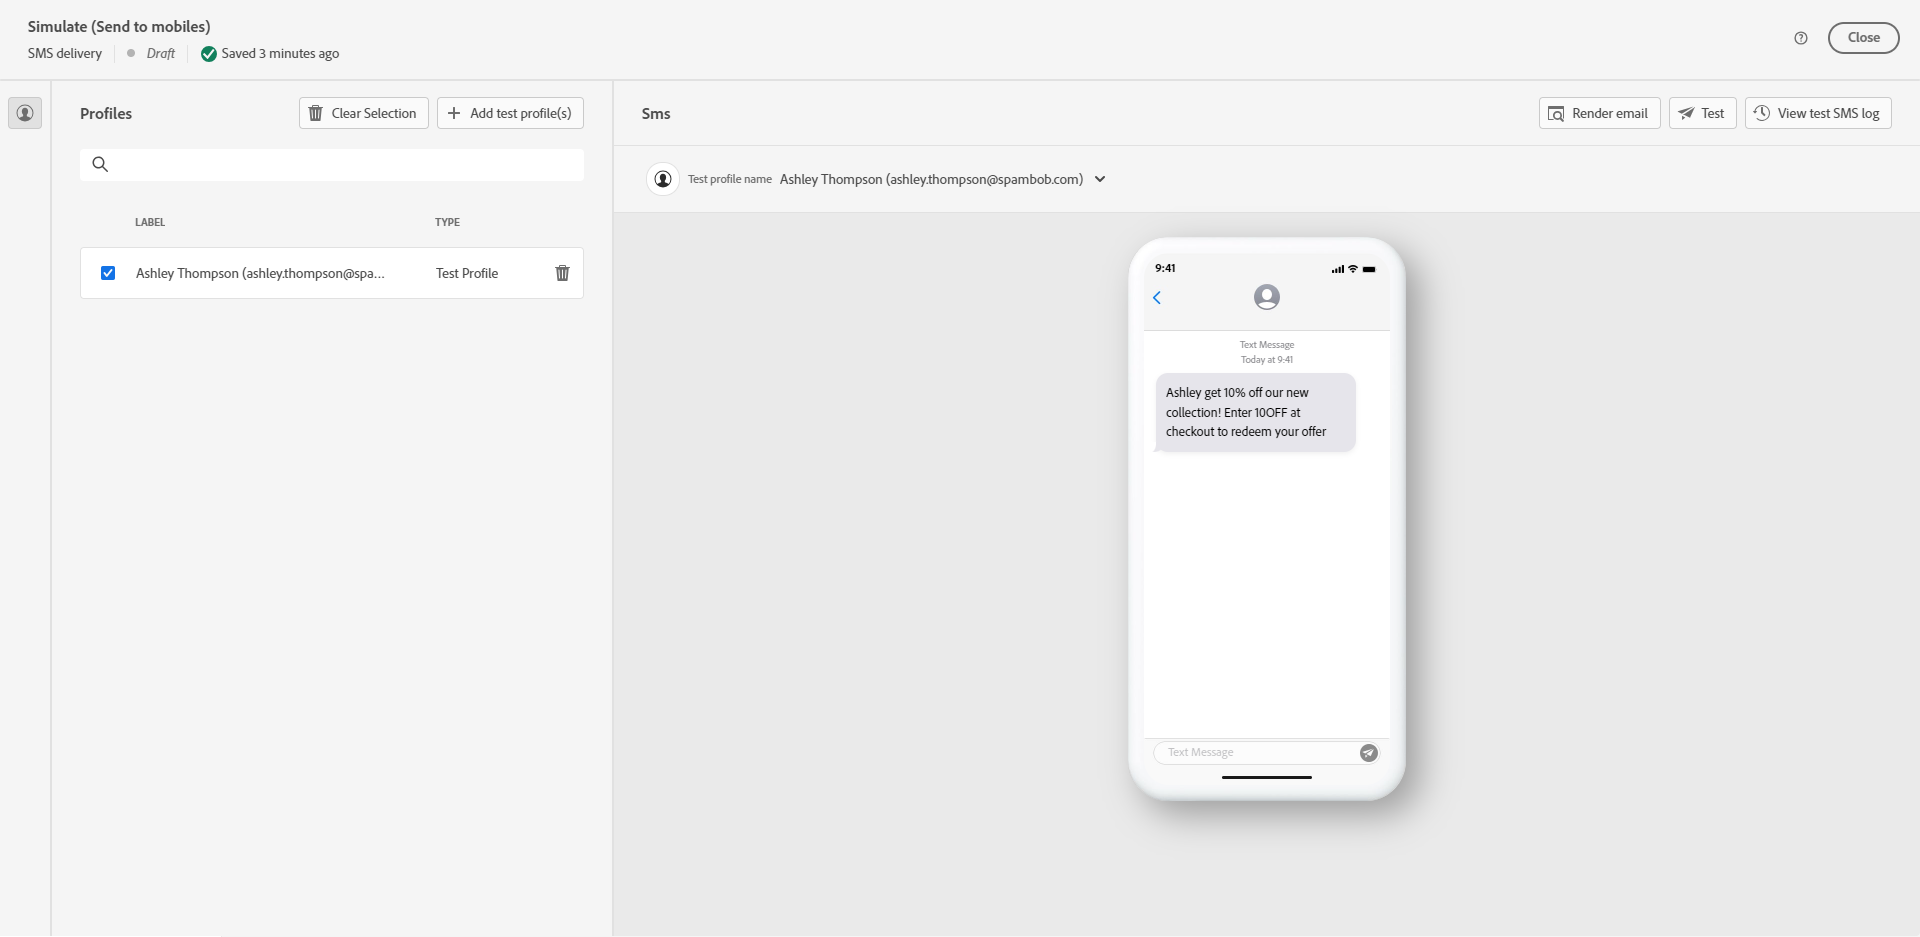 Simulate (Send to mobiles)
SMS delivery Draft Saved 3 minutes ago
Close
Profiles
Clear Selection
Add test profile(s)
LABEL TYPE
Ashley Thompson (ashley.thompson@spa... Test Profile
Sms
Render email
Test
View test SMS log
Test profile name Ashley Thompson (ashley.thompson@spambob.com)
9:41
Text Message
Today at 9:41
Ashley get 10% off our new
collection! Enter 10OFF at
checkout to redeem your offer
Text Message